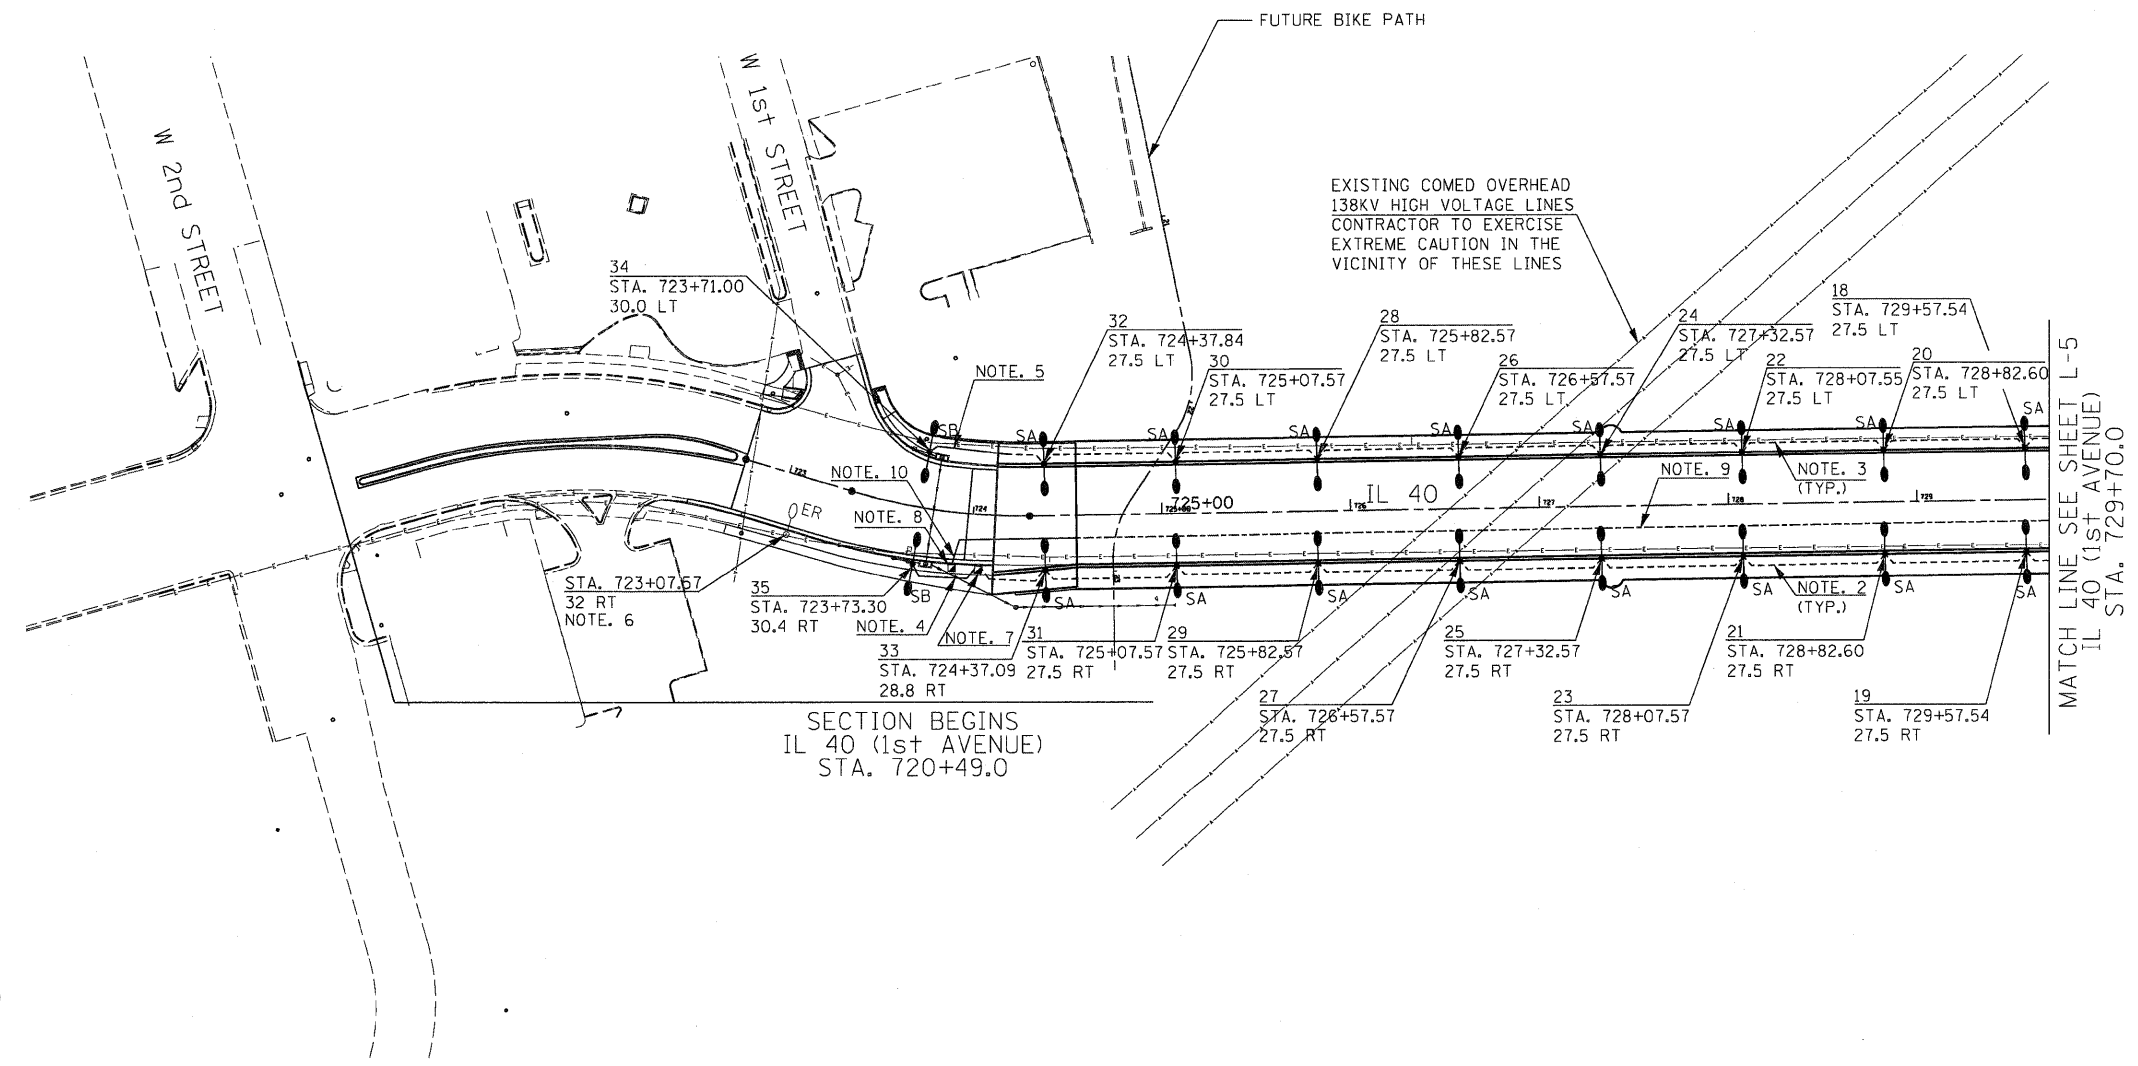 FUTURE BIKE PATH
W 2nd STREET
W 1st STREET
EXISTING COMED OVERHEAD
138KV HIGH VOLTAGE LINES
CONTRACTOR TO EXERCISE
EXTREME CAUTION IN THE
VICINITY OF THESE LINES
34
STA. 723+71.00
30.0 LT
32
STA. 724+37.84
27.5 LT
30
STA. 725+07.57
27.5 LT
28
STA. 725+82.57
27.5 LT
26
STA. 726+57.57
27.5 LT
24
STA. 727+32.57
27.5 LT
22
STA. 728+07.55
27.5 LT
20
STA. 728+82.60
27.5 LT
18
STA. 729+57.54
27.5 LT
NOTE. 5
SB
SA
SA
SA
SA
SA
SA
SA
SA
NOTE. 10
NOTE. 8
NOTE. 9
NOTE. 3
(TYP.)
723
724
725+00
726
IL 40
727
728
729
ER
STA. 723+07.67
32 RT
NOTE. 6
35
STA. 723+73.30
30.4 RT
SB
NOTE. 4
NOTE. 7
SA
SA
SA
SA
SA
SA
SA
SA
NOTE. 2
(TYP.)
33
STA. 724+37.09
28.8 RT
31
STA. 725+07.57
27.5 RT
29
STA. 725+82.57
27.5 RT
27
STA. 726+57.57
27.5 RT
25
STA. 727+32.57
27.5 RT
23
STA. 728+07.57
27.5 RT
21
STA. 728+82.60
27.5 RT
19
STA. 729+57.54
27.5 RT
SECTION BEGINS
IL 40 (1st AVENUE)
STA. 720+49.0
MATCH LINE SEE SHEET L-5
IL 40 (1st AVENUE)
STA. 729+70.0